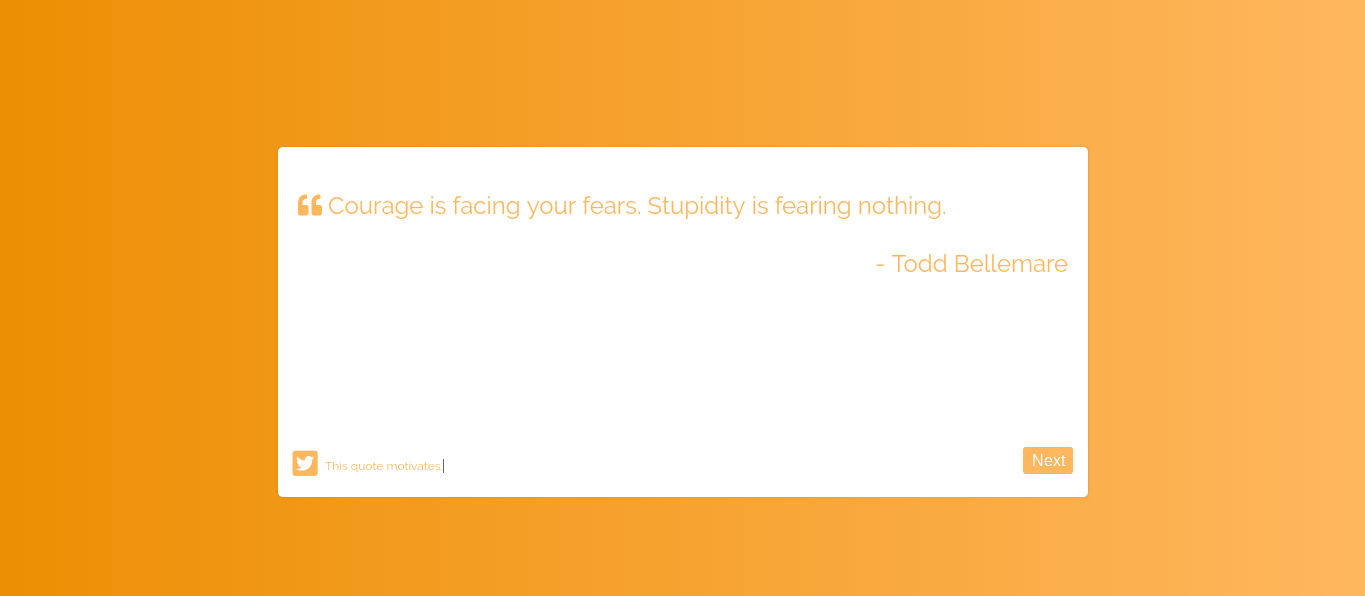 Courage is facing your fears. Stupidity is fearing nothing.
- Todd Bellemare
This quote motivates
Next